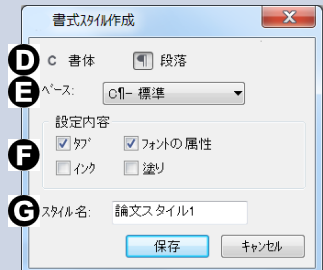 書式スタイル作成
D C 書体 ¶ 段落
E ベース: C¶- 標準
設定内容
F タブ フォントの属性
インク 塗り
G スタイル名: 論文スタイル1
保存 キャンセル